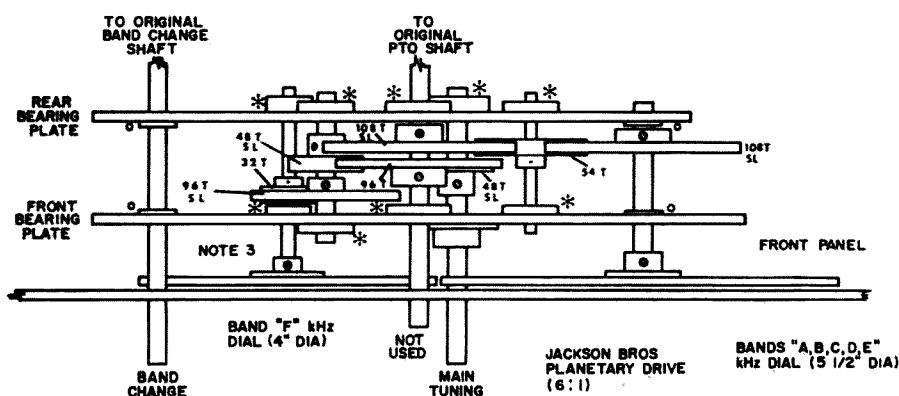 TO ORIGINAL
BAND CHANGE
SHAFT
TO
ORIGINAL
PTO SHAFT
REAR
BEARING
PLATE
108 T
SL
48 T
SL
32 T
96 T
SL
96 T
48 T
SL
54 T
108T
SL
FRONT
BEARING
PLATE
NOTE 3
FRONT PANEL
BAND "F" kHz
DIAL (4" DIA)
NOT
USED
BAND
CHANGE
MAIN
TUNING
JACKSON BROS
PLANETARY DRIVE
(6:1)
BANDS "A,B,C,D,E"
kHz DIAL (5 1/2" DIA)